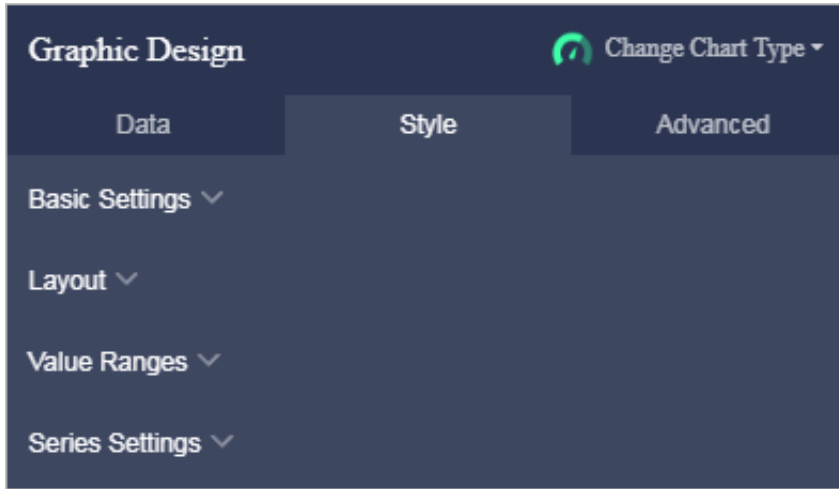 Graphic Design
Change Chart Type
Data
Style
Advanced
Basic Settings
Layout
Value Ranges
Series Settings